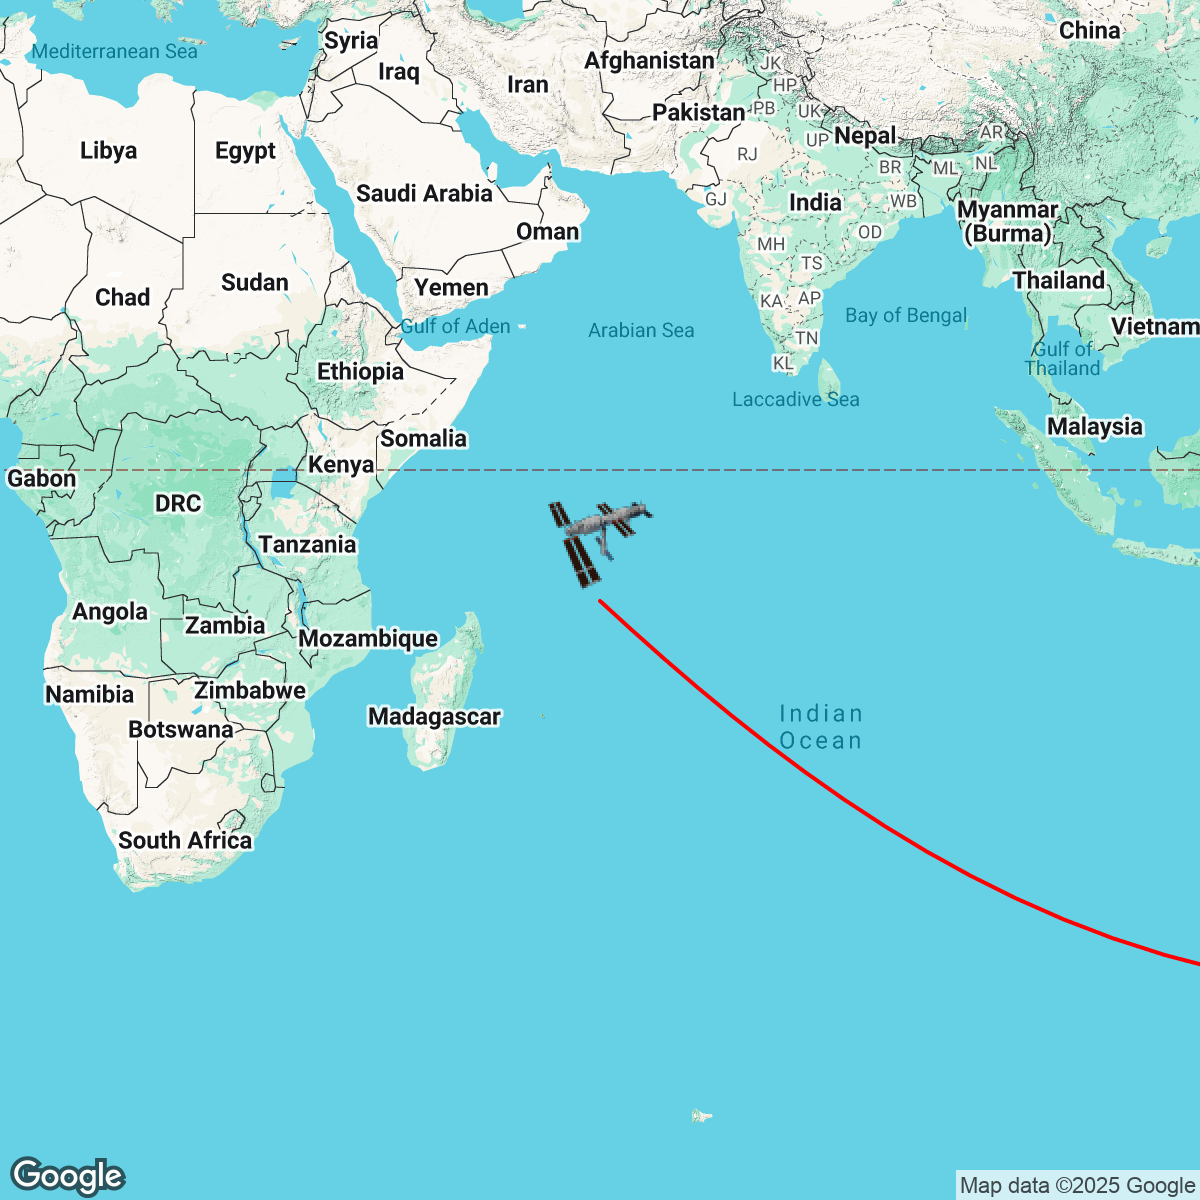 Mediterranean Sea
Syria
Iraq
Iran
Afghanistan
China
JK
HP
Pakistan
PB
UK
Libya
Egypt
RJ
UP
Nepal
AR
BR
ML
NL
Saudi Arabia
GJ
India
WB
Myanmar
(Burma)
Oman
MH
OD
TS
Chad
Sudan
Yemen
Thailand
KA
AP
Gulf of Aden
Arabian Sea
Bay of Bengal
Vietnam
TN
KL
Gulf of
Thailand
Ethiopia
Laccadive Sea
Somalia
Malaysia
Gabon
Kenya
DRC
Tanzania
Angola
Zambia
Mozambique
Namibia
Zimbabwe
Botswana
Madagascar
Indian
Ocean
South Africa
Google
Map data ©2025 Google